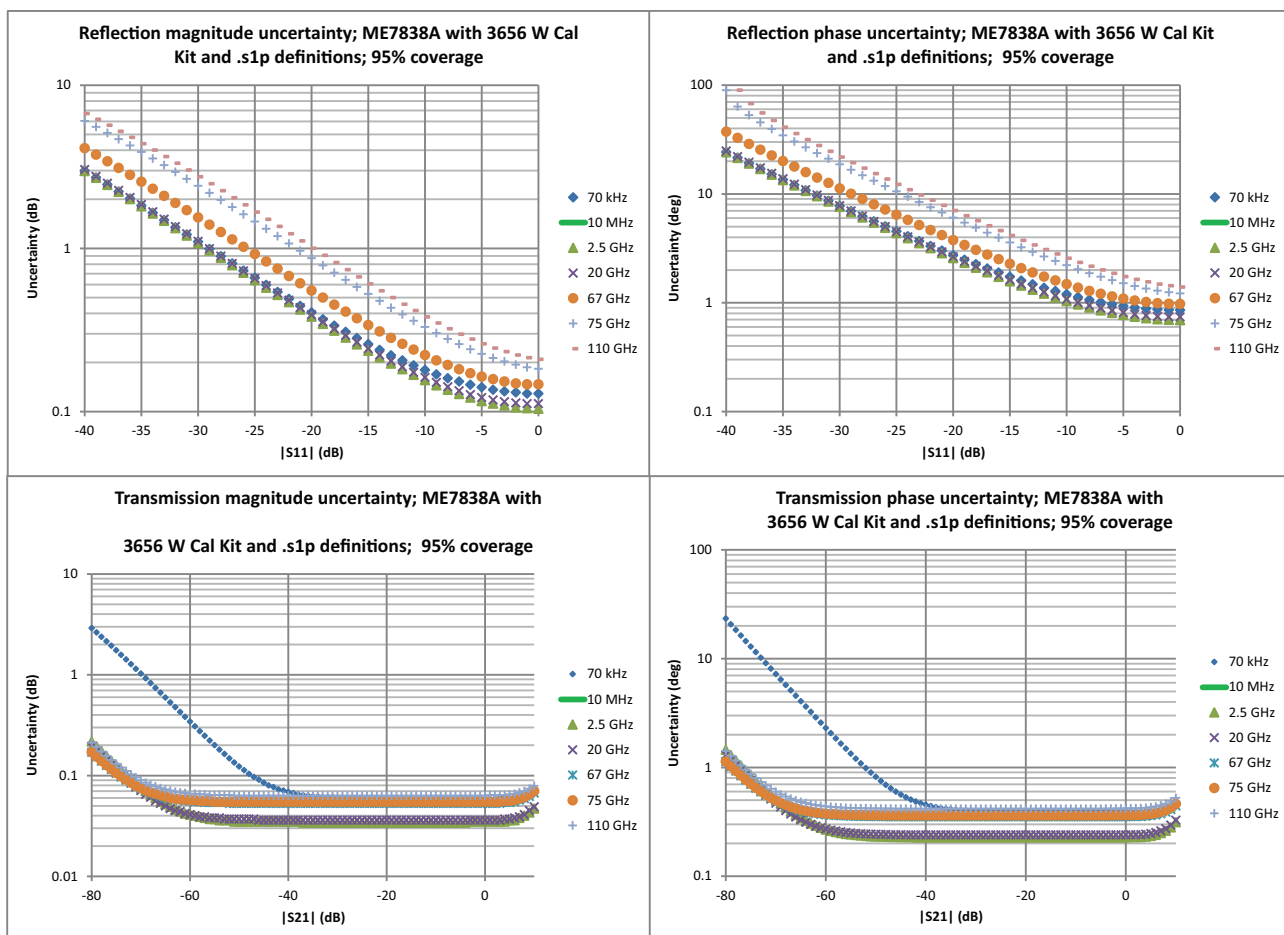 Reflection magnitude uncertainty; ME7838A with 3656 W Cal
Kit and .s1p definitions; 95% coverage
Uncertainty (dB)
10
1
0.1
-40 -35 -30 -25 -20 -15 -10 -5 0
|S11| (dB)
70 kHz
10 MHz
2.5 GHz
20 GHz
67 GHz
75 GHz
110 GHz
Reflection phase uncertainty; ME7838A with 3656 W Cal Kit
and .s1p definitions;  95% coverage
Uncertainty (deg)
100
10
1
0.1
-40 -35 -30 -25 -20 -15 -10 -5 0
|S11| (dB)
70 kHz
10 MHz
2.5 GHz
20 GHz
67 GHz
75 GHz
110 GHz
Transmission magnitude uncertainty; ME7838A with
3656 W Cal Kit and .s1p definitions;  95% coverage
Uncertainty (dB)
10
1
0.1
0.01
-80 -60 -40 -20 0
|S21| (dB)
70 kHz
10 MHz
2.5 GHz
20 GHz
67 GHz
75 GHz
110 GHz
Transmission phase uncertainty; ME7838A with
3656 W Cal Kit and .s1p definitions; 95% coverage
Uncertainty (deg)
100
10
1
0.1
-80 -60 -40 -20 0
|S21| (dB)
70 kHz
10 MHz
2.5 GHz
20 GHz
67 GHz
75 GHz
110 GHz